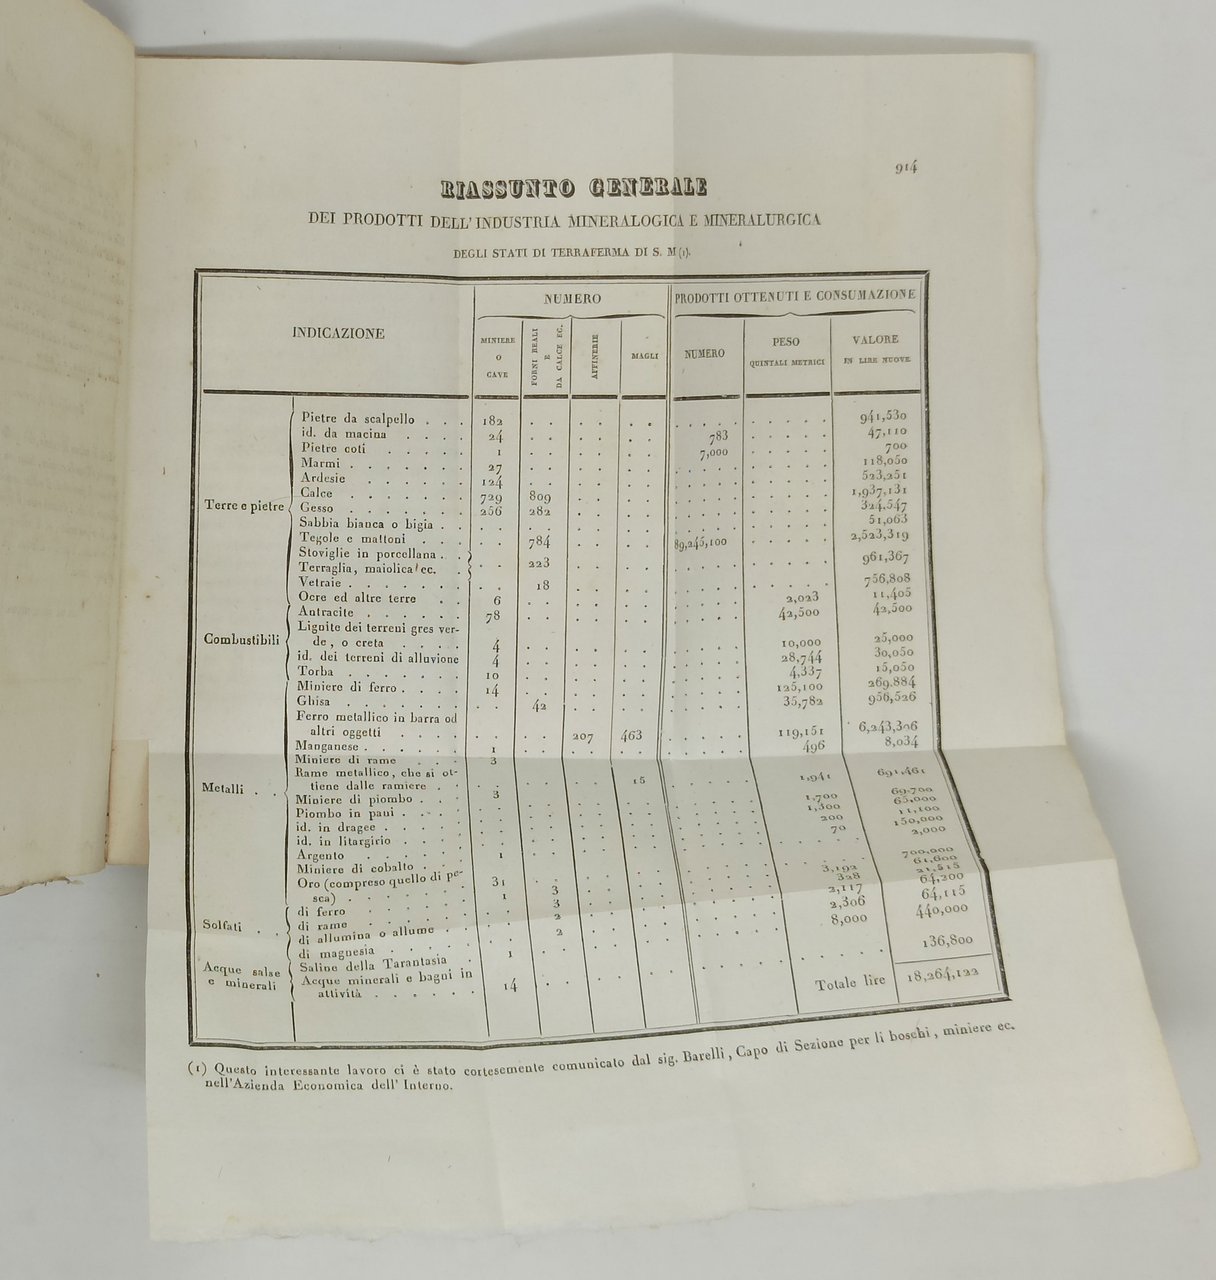 914
RIASSUNTO GENERALE
DEI PRODOTTI DELL'INDUSTRIA MINERALOGICA E MINERALURGICA
DEGLI STATI DI TERRAFERMA DI S. M (1).
INDICAZIONE
NUMERO
PRODOTTI OTTENUTI E CONSUMAZIONE
MINIERE O CAVE
FORNI REALI E DA CALCE EC.
AFFINERIE
MAGLI
NUMERO
PESO
QUINTALI METRICI
VALORE
IN LIRE NUOVE
Pietre da scalpello . . . 182 941,530
id. da macina . . . . 24 783 47,110
Pietre coti . . . . . 1 7,000 700
Marmi . . . . . . . 27 118,050
Ardesie . . . . . . 124 523,251
Calce . . . . . . . 729 809 1,937,131
Terre e pietre
Gesso . . . . . . . 256 282 324,547
Sabbia bianca o bigia . . 51,063
Tegole e mattoni . . . 784 89,245,100 2,523,319
Stoviglie in porcellana . .
Terraglia, maiolica ec. . 223 961,367
Vetraie . . . . . . . 18 756,808
Ocre ed altre terre . . 6 2,023 11,405
Antracite . . . . . . 78 42,500 42,500
Combustibili
Lignite dei terreni gres ver-
de, o creta . . . . 4 10,000 25,000
id. dei terreni di alluvione 4 28,744 30,050
Torba . . . . . . . 10 4,337 15,050
Miniere di ferro . . . . 14 125,100 269,884
Ghisa . . . . . . . 42 35,782 956,526
Ferro metallico in barra od
altri oggetti . . . . 207 463 119,151 6,243,306
Manganese . . . . . . 1 496 8,034
Miniere di rame . . . 3
Metalli . .
Rame metallico, che si ot-
tiene dalle ramiere . . 15 1,941 691,461
Miniere di piombo . . . 3 1,700 69,700
Piombo in pani . . . . 1,300 65,000
id. in dragee . . . . . 200 11,100
id. in litargirio . . . . 70 150,000
Argento . . . . . . 2,000
Miniere di cobalto . . . 1
Oro (compreso quello di pe-
sca) . . . . . . . 31 700,000
Solfati . .
di ferro . . . . . . 1 3 3,192 61,600
di rame . . . . . . 3 328 21,515
di allumina o allume . . 2 2,117 64,200
di magnesia . . . . . 2 2,306 64,115
Acque salse e minerali
Saline della Tarantasia . 1 8,000 440,000
Acque minerali e bagni in
attività . . . . . . 14 136,800
Totale lire 18,264,122
(1) Questo interessante lavoro ci è stato cortesemente comunicato dal sig. Barelli, Capo di Sezione per li boschi, miniere ec.
nell'Azienda Economica dell' Interno.